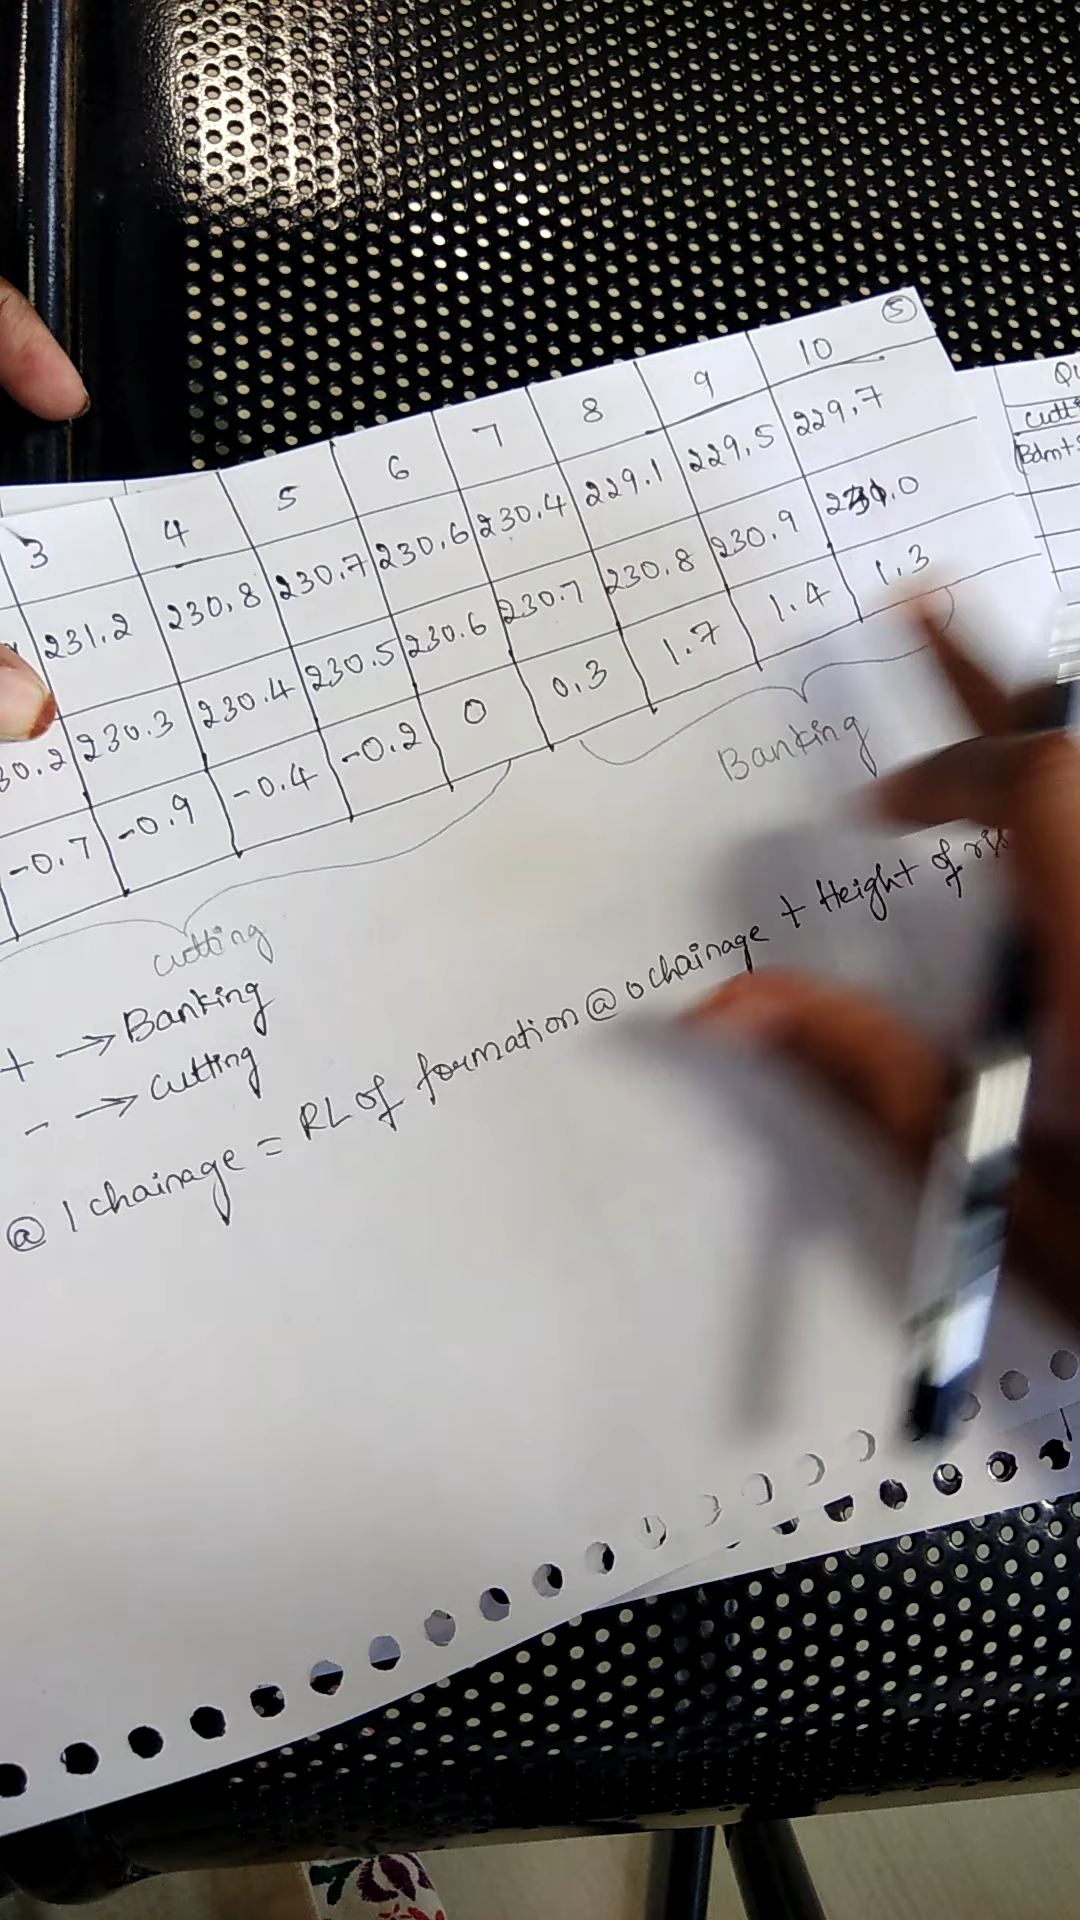 5
3 4 5 6 7 8 9 10
231.2 230.8 230.7 230.6 230.4 229.1 229.5 229.7
30.2 230.3 230.4 230.5 230.6 230.7 230.8 230.9 231.0
-0.7 -0.9 -0.4 -0.2 0 0.3 1.7 1.4 1.3
cutting
Banking
+ → Banking
- → Cutting
@ 1 chainage = RL of formation @ 0 chainage + Height of
cutti